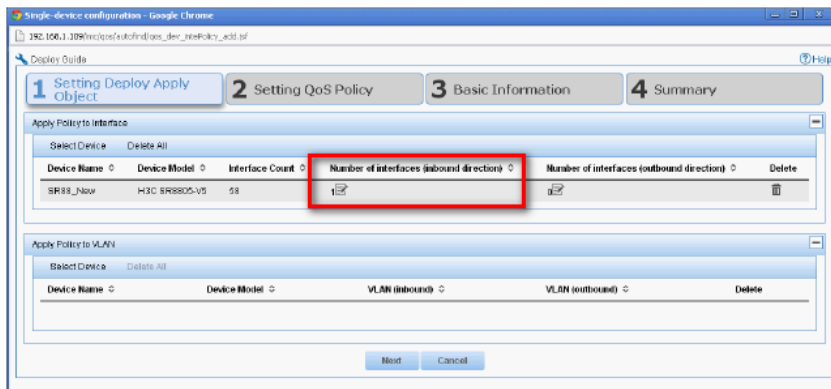 Single-device configuration - Google Chrome
192.168.1.109/imc/qos/autofind/qos_dev_intePolicy_add.jsf
Deploy Guide
Help
1 Setting Deploy Apply Object
2 Setting QoS Policy
3 Basic Information
4 Summary
Apply Policy to Interface
Select Device Delete All
Device Name Device Model Interface Count Number of interfaces (inbound direction) Number of interfaces (outbound direction) Delete
SR88_New H3C SR8805-V5 58 1 0
Apply Policy to VLAN
Select Device Delete All
Device Name Device Model VLAN (inbound) VLAN (outbound) Delete
Next Cancel